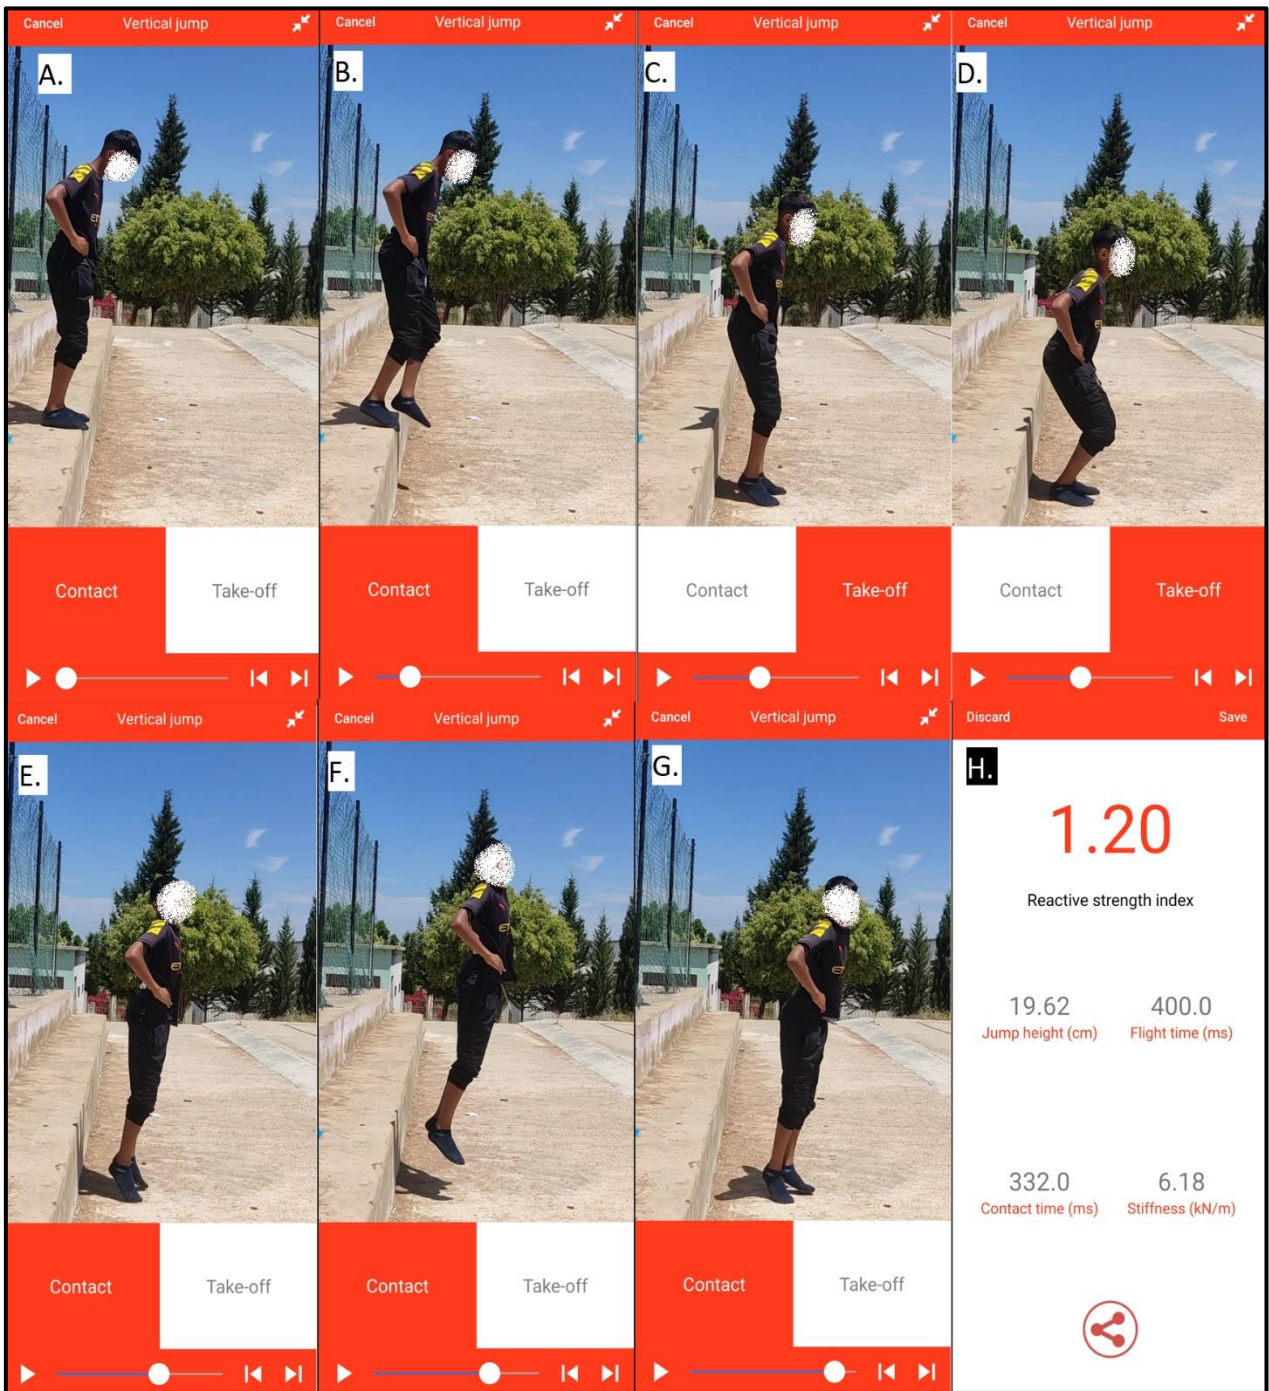 Cancel Vertical jump
A.
Contact Take-off
Cancel Vertical jump
B.
Contact Take-off
Cancel Vertical jump
C.
Contact Take-off
Cancel Vertical jump
D.
Contact Take-off
Cancel Vertical jump
E.
Contact Take-off
Cancel Vertical jump
F.
Contact Take-off
Cancel Vertical jump
G.
Contact Take-off
Discard Save
H.
1.20
Reactive strength index
19.62 400.0
Jump height (cm) Flight time (ms)
332.0 6.18
Contact time (ms) Stiffness (kN/m)